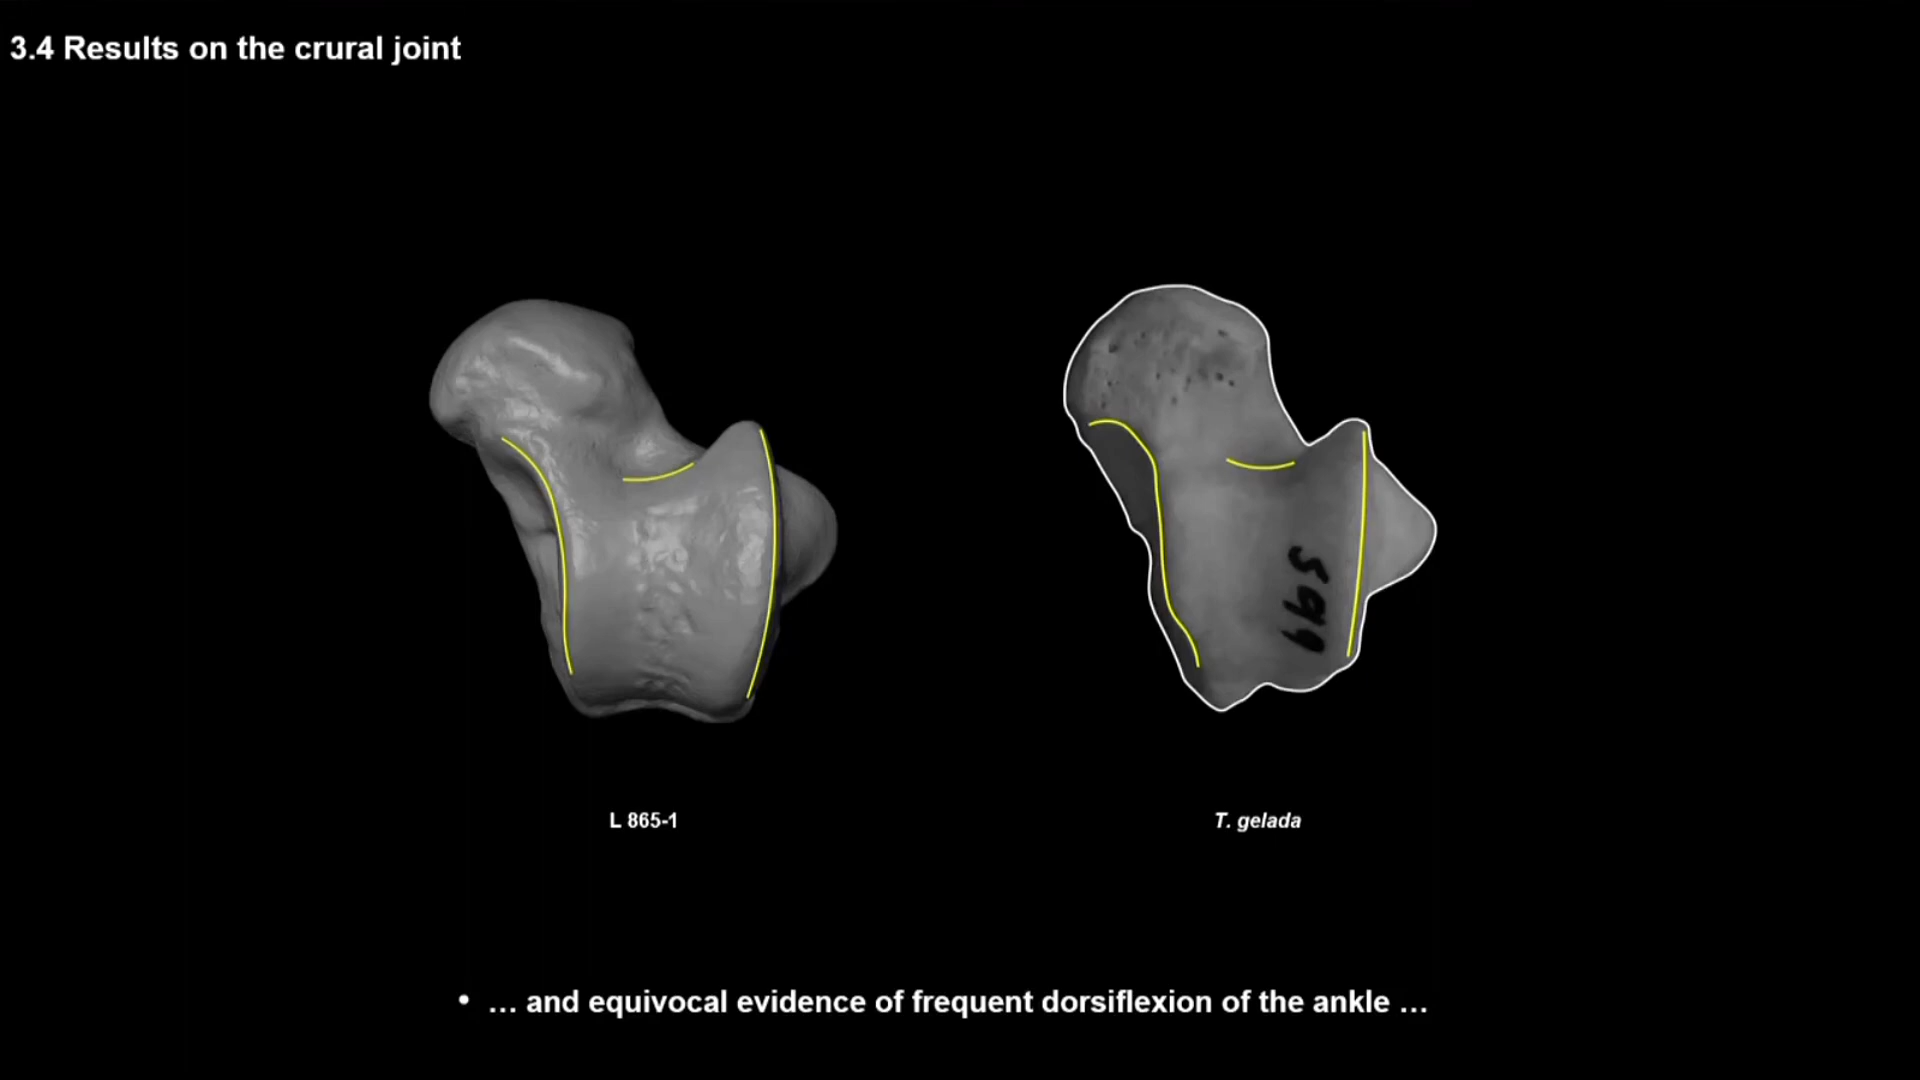 3.4 Results on the crural joint
599
L 865-1
T. gelada
• … and equivocal evidence of frequent dorsiflexion of the ankle …